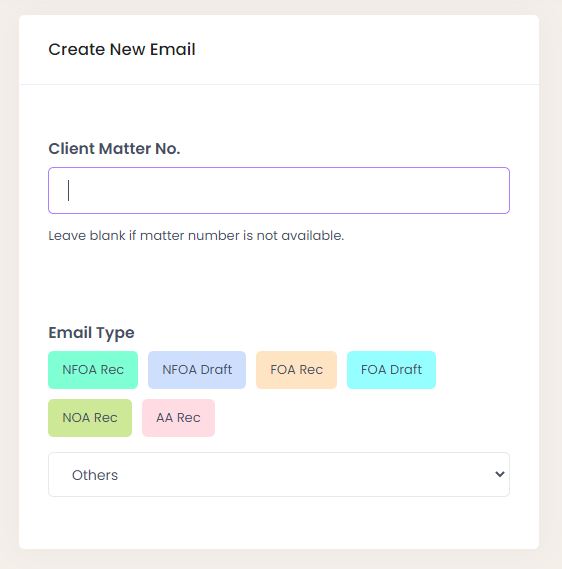 Create New Email
Client Matter No.
Leave blank if matter number is not available.
Email Type
NFOA Rec NFOA Draft FOA Rec FOA Draft
NOA Rec AA Rec
Others